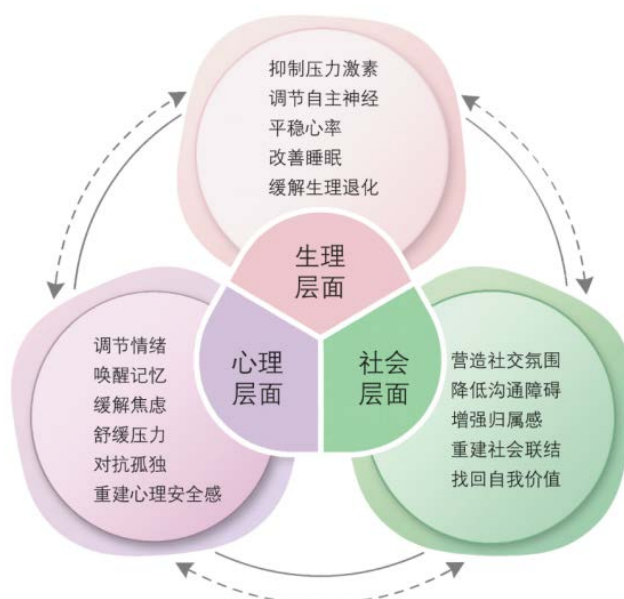 抑制压力激素
调节自主神经
平稳心率
改善睡眠
缓解生理退化
生理
层面
心理
层面
社会
层面
调节情绪
唤醒记忆
缓解焦虑
舒缓压力
对抗孤独
重建心理安全感
营造社交氛围
降低沟通障碍
增强归属感
重建社会联结
找回自我价值